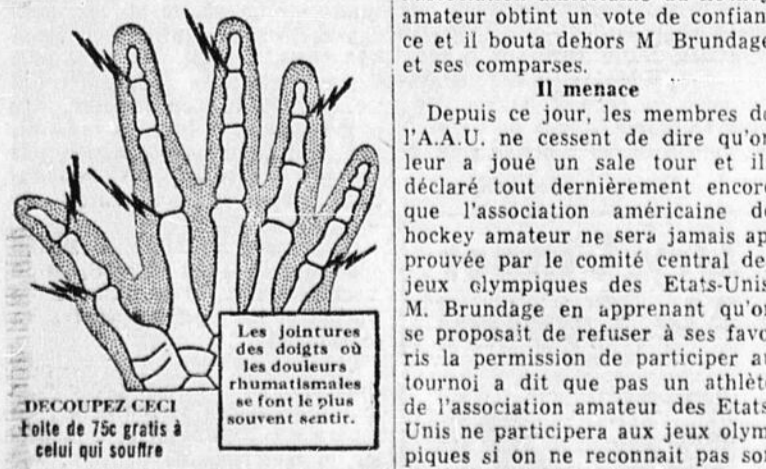 Les jointures
des doigts où
les douleurs
rhumatismales
se font le plus
souvent sentir.
DECOUPEZ CECI
boîte de 75c gratis à
celui qui souffre
amateur obtint un vote de confian
ce et il bouta dehors M Brundage
et ses comparses.
Il menace
Depuis ce jour, les membres de
l'A.A.U. ne cessent de dire qu'on
leur a joué un sale tour et il
déclaré tout dernièrement encore
que l'association américaine de
hockey amateur ne sera jamais ap
prouvée par le comité central de
jeux olympiques des Etats-Unis
M. Brundage en apprenant qu'on
se proposait de refuser à ses favo
ris la permission de participer au
tournoi a dit que pas un athlète
de l'association amateur des Etats
Unis ne participera aux jeux olym
piques si on ne reconnait pas son